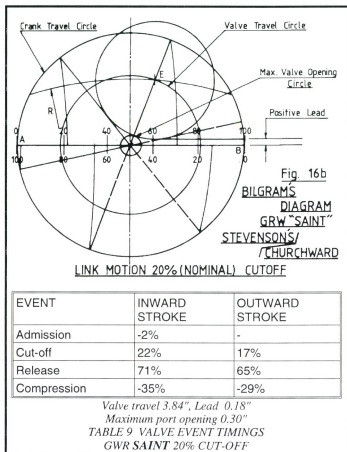 Crank Travel Circle
Valve Travel Circle
E
Max. Valve Opening Circle
Positive Lead
R
0 20 40 60 80 100
A
B
100 80 60 40 20 0
Fig. 16b
BILGRAM'S
DIAGRAM
GRW "SAINT"
STEVENSON'S/
/CHURCHWARD
LINK MOTION 20% (NOMINAL) CUTOFF
EVENT INWARD STROKE OUTWARD STROKE
Admission -2% -
Cut-off 22% 17%
Release 71% 65%
Compression -35% -29%
Valve travel 3.84", Lead 0.18"
Maximum port opening 0.30"
TABLE 9 VALVE EVENT TIMINGS
GWR SAINT 20% CUT-OFF